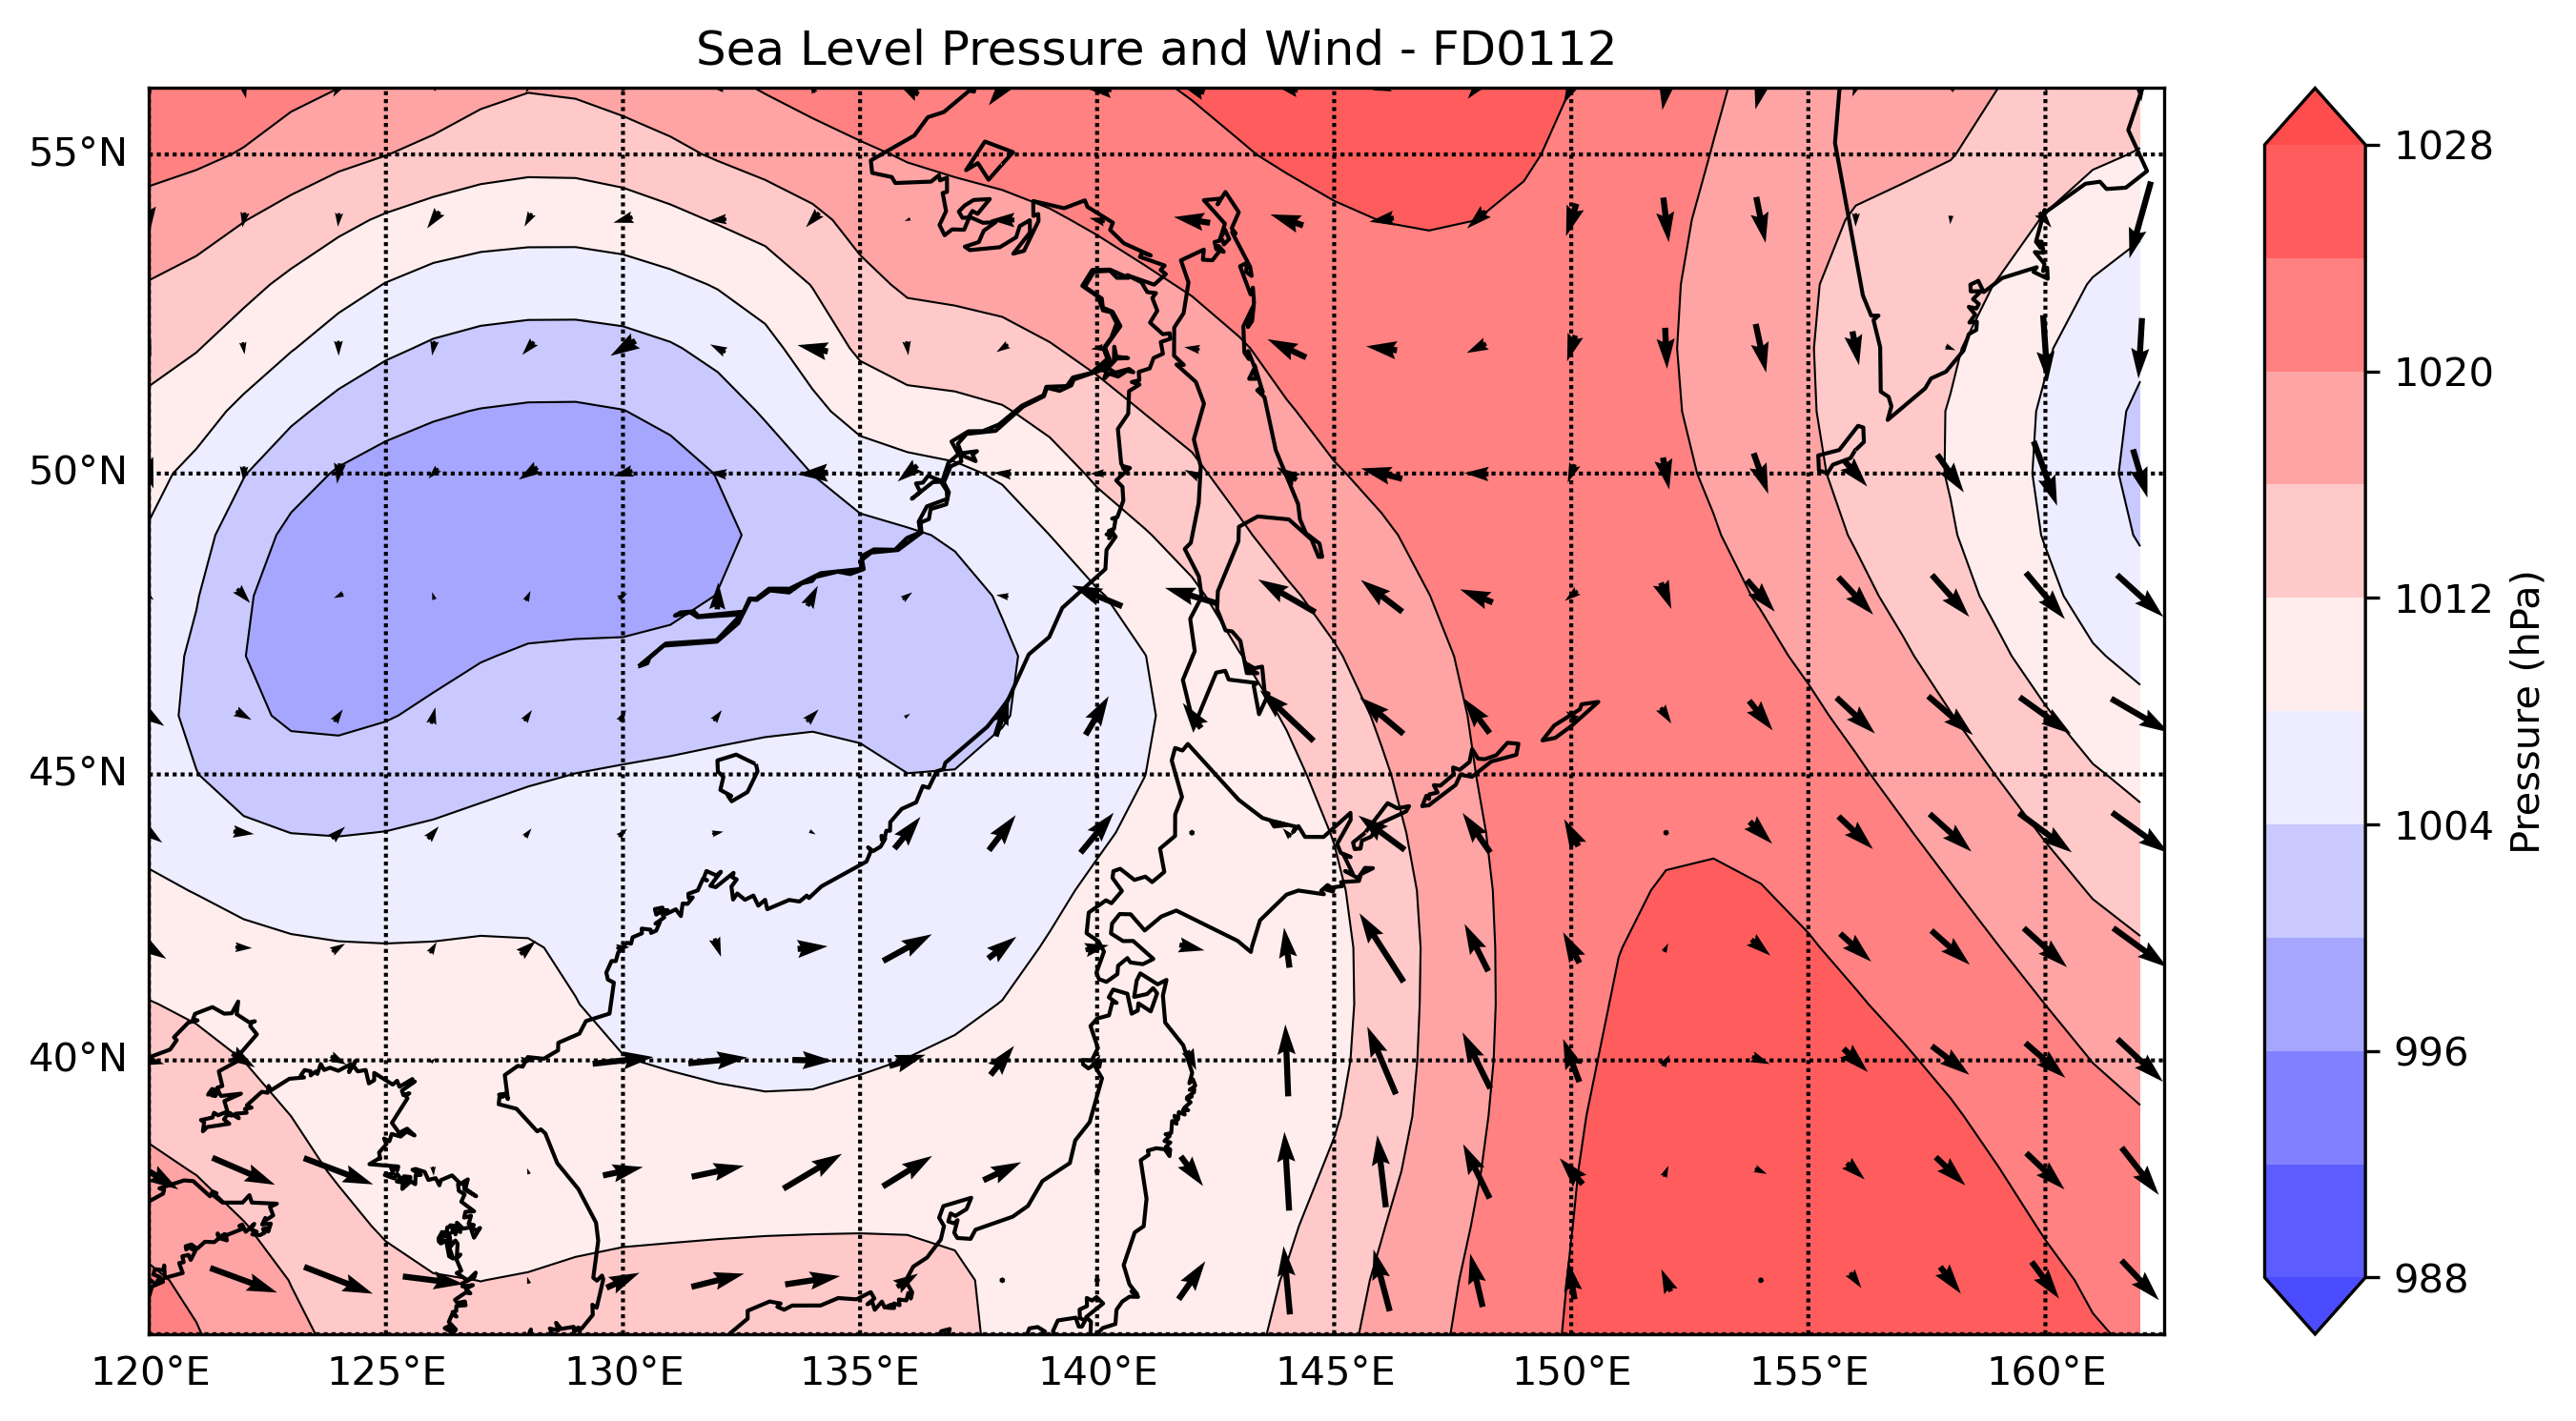 Sea Level Pressure and Wind - FD0112
55°N
50°N
45°N
40°N
120°E 125°E 130°E 135°E 140°E 145°E 150°E 155°E 160°E
1028
1020
1012
1004
996
988
Pressure (hPa)